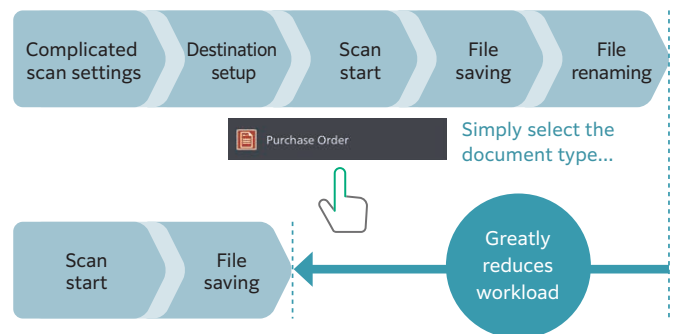 Complicated
scan settings
Destination
setup
Scan
start
File
saving
File
renaming
Purchase Order
Simply select the
document type...
Scan
start
File
saving
Greatly
reduces
workload